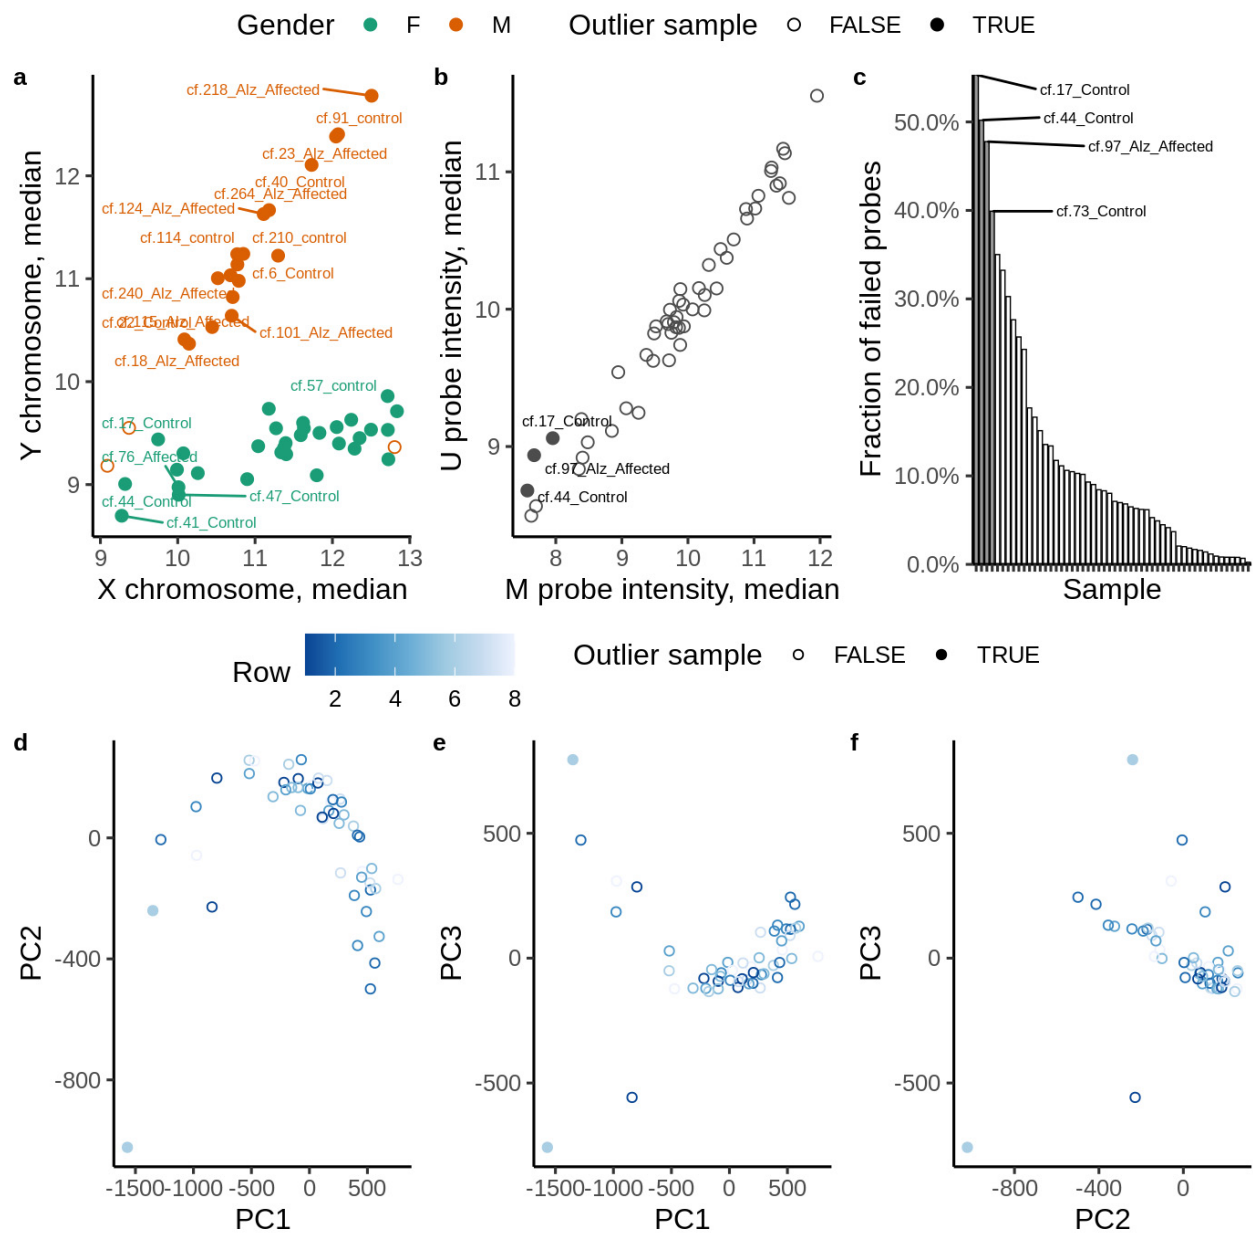 Gender F M Outlier sample FALSE TRUE
a
Y chromosome, median
12
11
10
9
9 10 11 12 13
X chromosome, median
cf.218_Alz_Affected
cf.91_control
cf.23_Alz_Affected
cf.40_Control
cf.264_Alz_Affected
cf.124_Alz_Affected
cf.114_control
cf.210_control
cf.6_Control
cf.240_Alz_Affected
cf.101_Alz_Affected
cf.18_Alz_Affected
cf.57_control
cf.17_Control
cf.76_Affected
cf.44_Control
cf.47_Control
cf.41_Control
b
U probe intensity, median
11
10
9
8 9 10 11 12
M probe intensity, median
cf.17_Control
cf.97_Alz_Affected
cf.44_Control
c
Fraction of failed probes
50.0%
40.0%
30.0%
20.0%
10.0%
0.0%
Sample
cf.17_Control
cf.44_Control
cf.97_Alz_Affected
cf.73_Control
Row
2 4 6 8
Outlier sample FALSE TRUE
d
PC2
0
-400
-800
-1500 -1000 -500 0 500
PC1
e
PC3
500
0
-500
-1500 -1000 -500 0 500
PC1
f
PC3
500
0
-500
-800 -400 0
PC2